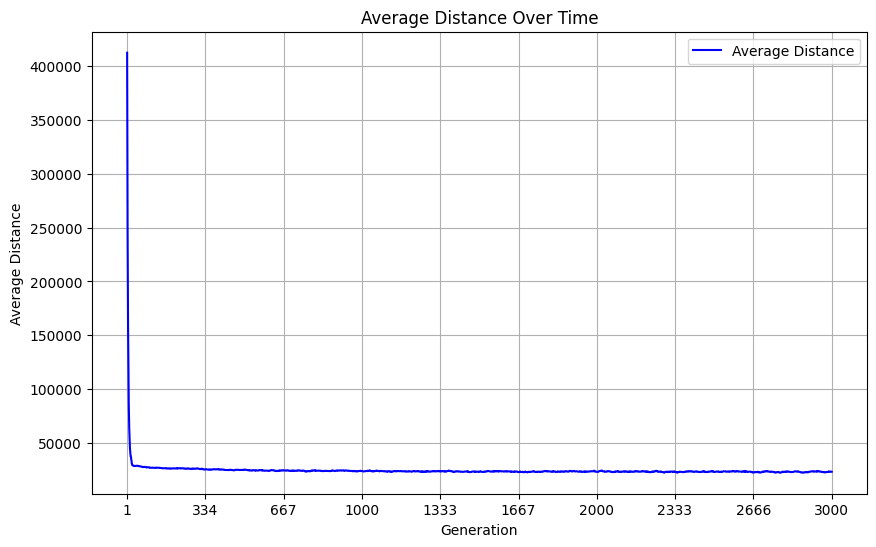 Average Distance Over Time
Average Distance
400000
350000
300000
250000
200000
150000
100000
50000
Average Distance
1 334 667 1000 1333 1667 2000 2333 2666 3000
Generation